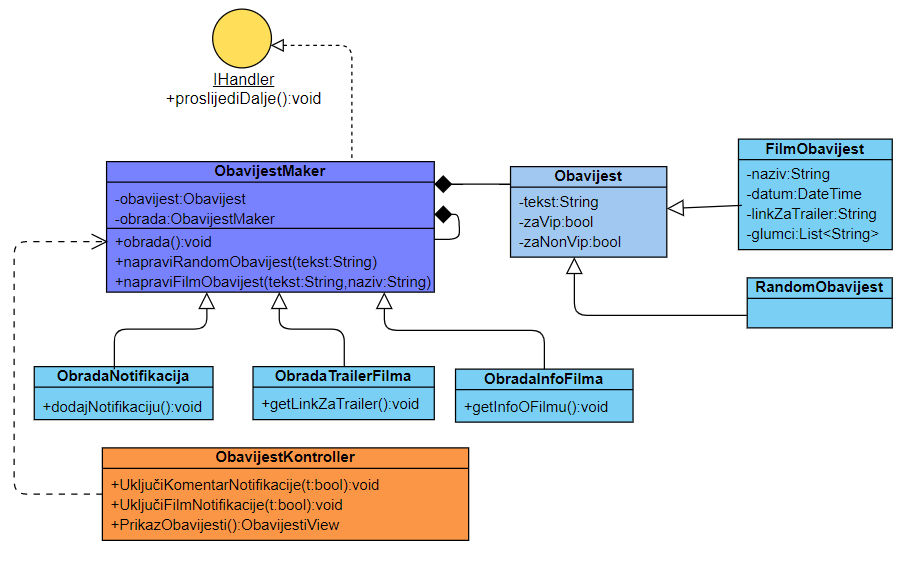 IHandler
+proslijediDalje():void
ObavijestMaker
-obavijest:Obavijest
-obrada:ObavijestMaker
+obrada():void
+napraviRandomObavijest(tekst:String)
+napraviFilmObavijest(tekst:String,naziv:String)
Obavijest
-tekst:String
-zaVip:bool
-zaNonVip:bool
FilmObavijest
-naziv:String
-datum:DateTime
-linkZaTrailer:String
-glumci:List<String>
RandomObavijest
ObradaNotifikacija
+dodajNotifikaciju():void
ObradaTrailerFilma
+getLinkZaTrailer():void
ObradaInfoFilma
+getInfoOFilmu():void
ObavijestKontroller
+UključiKomentarNotifikacije(t:bool):void
+UključiFilmNotifikacije(t:bool):void
+PrikazObavijesti():ObavijestiView